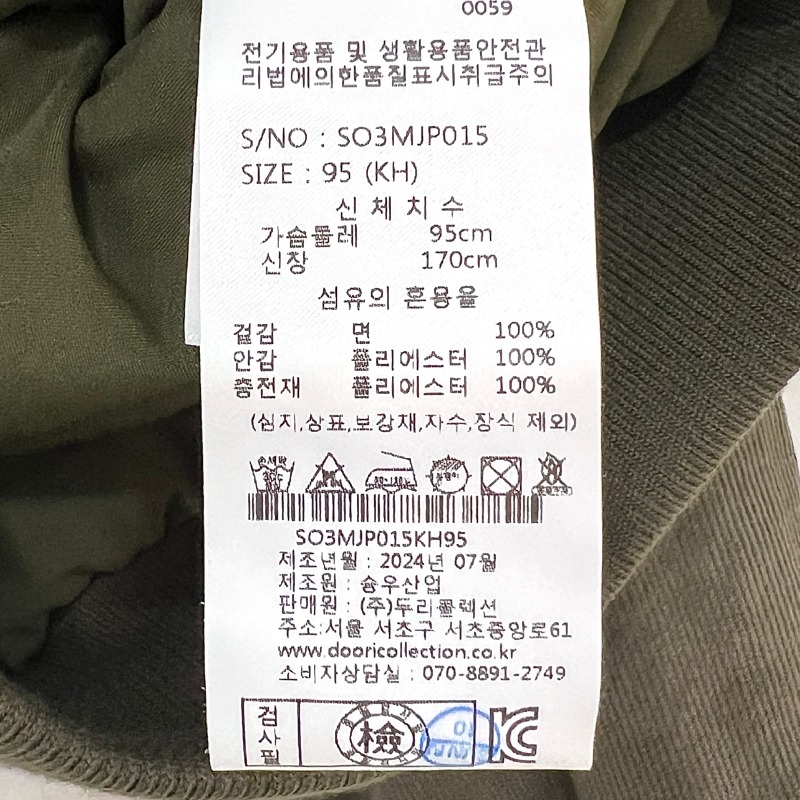 0059
전기용품 및 생활용품안전관
리법에의한품질표시취급주의
S/NO : SO3MJP015
SIZE : 95 (KH)
신 체 치 수
가슴둘레 95cm
신장 170cm
섬유의 혼용율
겉감 면 100%
안감 폴리에스터 100%
충전재 폴리에스터 100%
(심지,상표,보강재,자수,장식 제외)
SO3MJP015KH95
제조년월 : 2024년 07월
제조원 : 승우산업
판매원 : (주)두리콜렉션
주소:서울 서초구 서초중앙로61
www.dooricollection.co.kr
소비자상담실 : 070-8891-2749
검사필 檢 KC